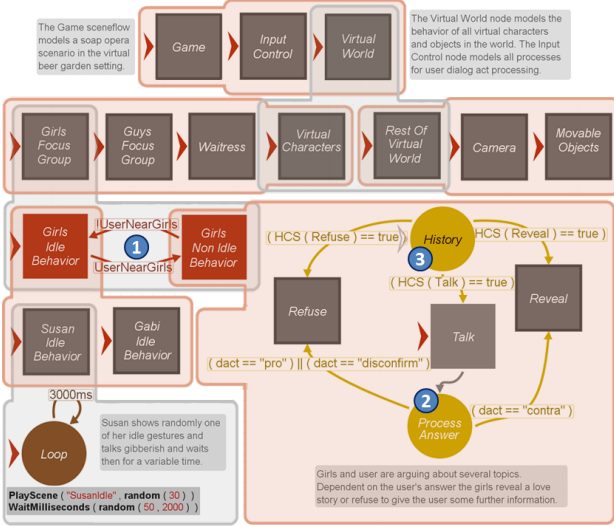 The Game sceneflow
models a soap opera
scenario in the virtual
beer garden setting.
Game
Input
Control
Virtual
World
The Virtual World node models the
behavior of all virtual characters
and objects in the world. The Input
Control node models all processes
for user dialog act processing.
Girls
Focus
Group
Guys
Focus
Group
Waitress
Virtual
Characters
Rest Of
Virtual
World
Camera
Movable
Objects
Girls
Idle
Behavior
!UserNearGirls
1
UserNearGirls
Girls
Non Idle
Behavior
Susan
Idle
Behavior
Gabi
Idle
Behavior
3000ms
Loop
Susan shows randomly one
of her idle gestures and
talks gibberish and waits
then for a variable time.
PlayScene ( "SusanIdle" , random ( 30 ) )
WaitMilliseconds ( random ( 50 , 2000 ) )
( HCS ( Refuse ) == true )
History
HCS ( Reveal ) == true )
3
( HCS ( Talk ) == true )
Refuse
Reveal
Talk
( dact == "pro" ) || ( dact == "disconfirm" )
2
Process
Answer
( dact == "contra" )
Girls and user are arguing about several topics.
Dependent on the user's answer the girls reveal a love
story or refuse to give the user some further information.